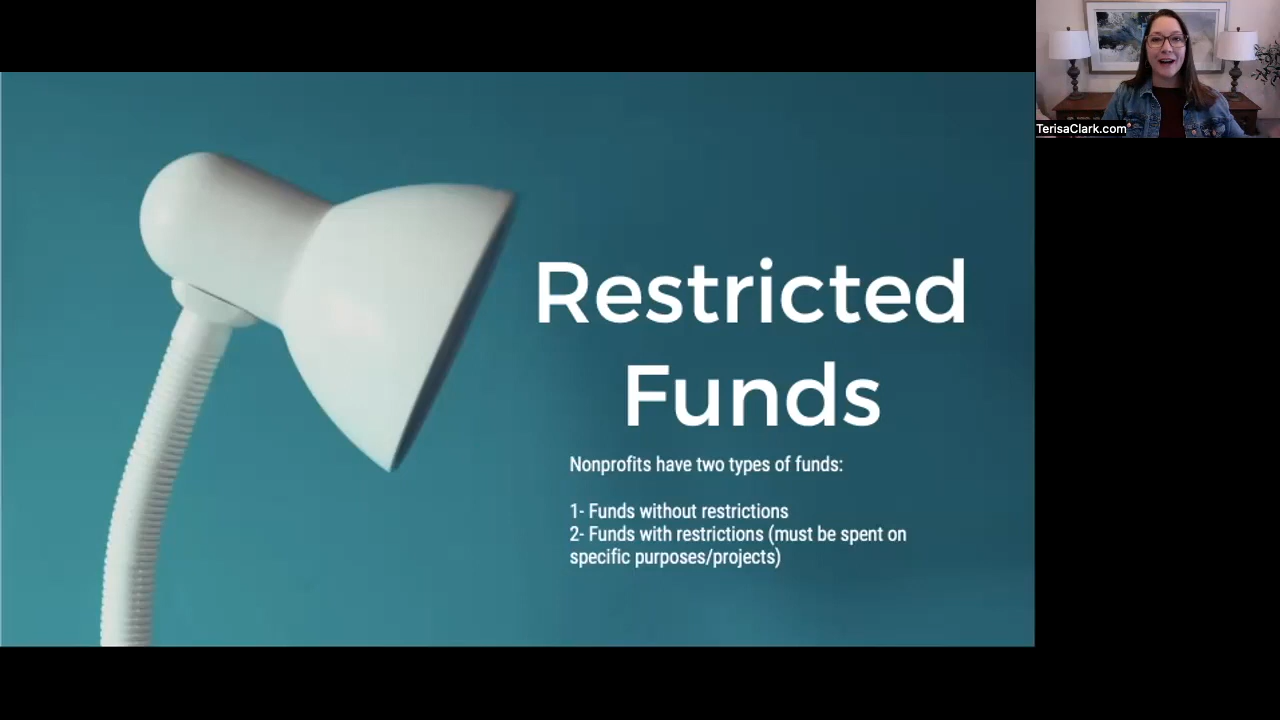 TerisaClark.com
Restricted
Funds
Nonprofits have two types of funds:
1- Funds without restrictions
2- Funds with restrictions (must be spent on
specific purposes/projects)